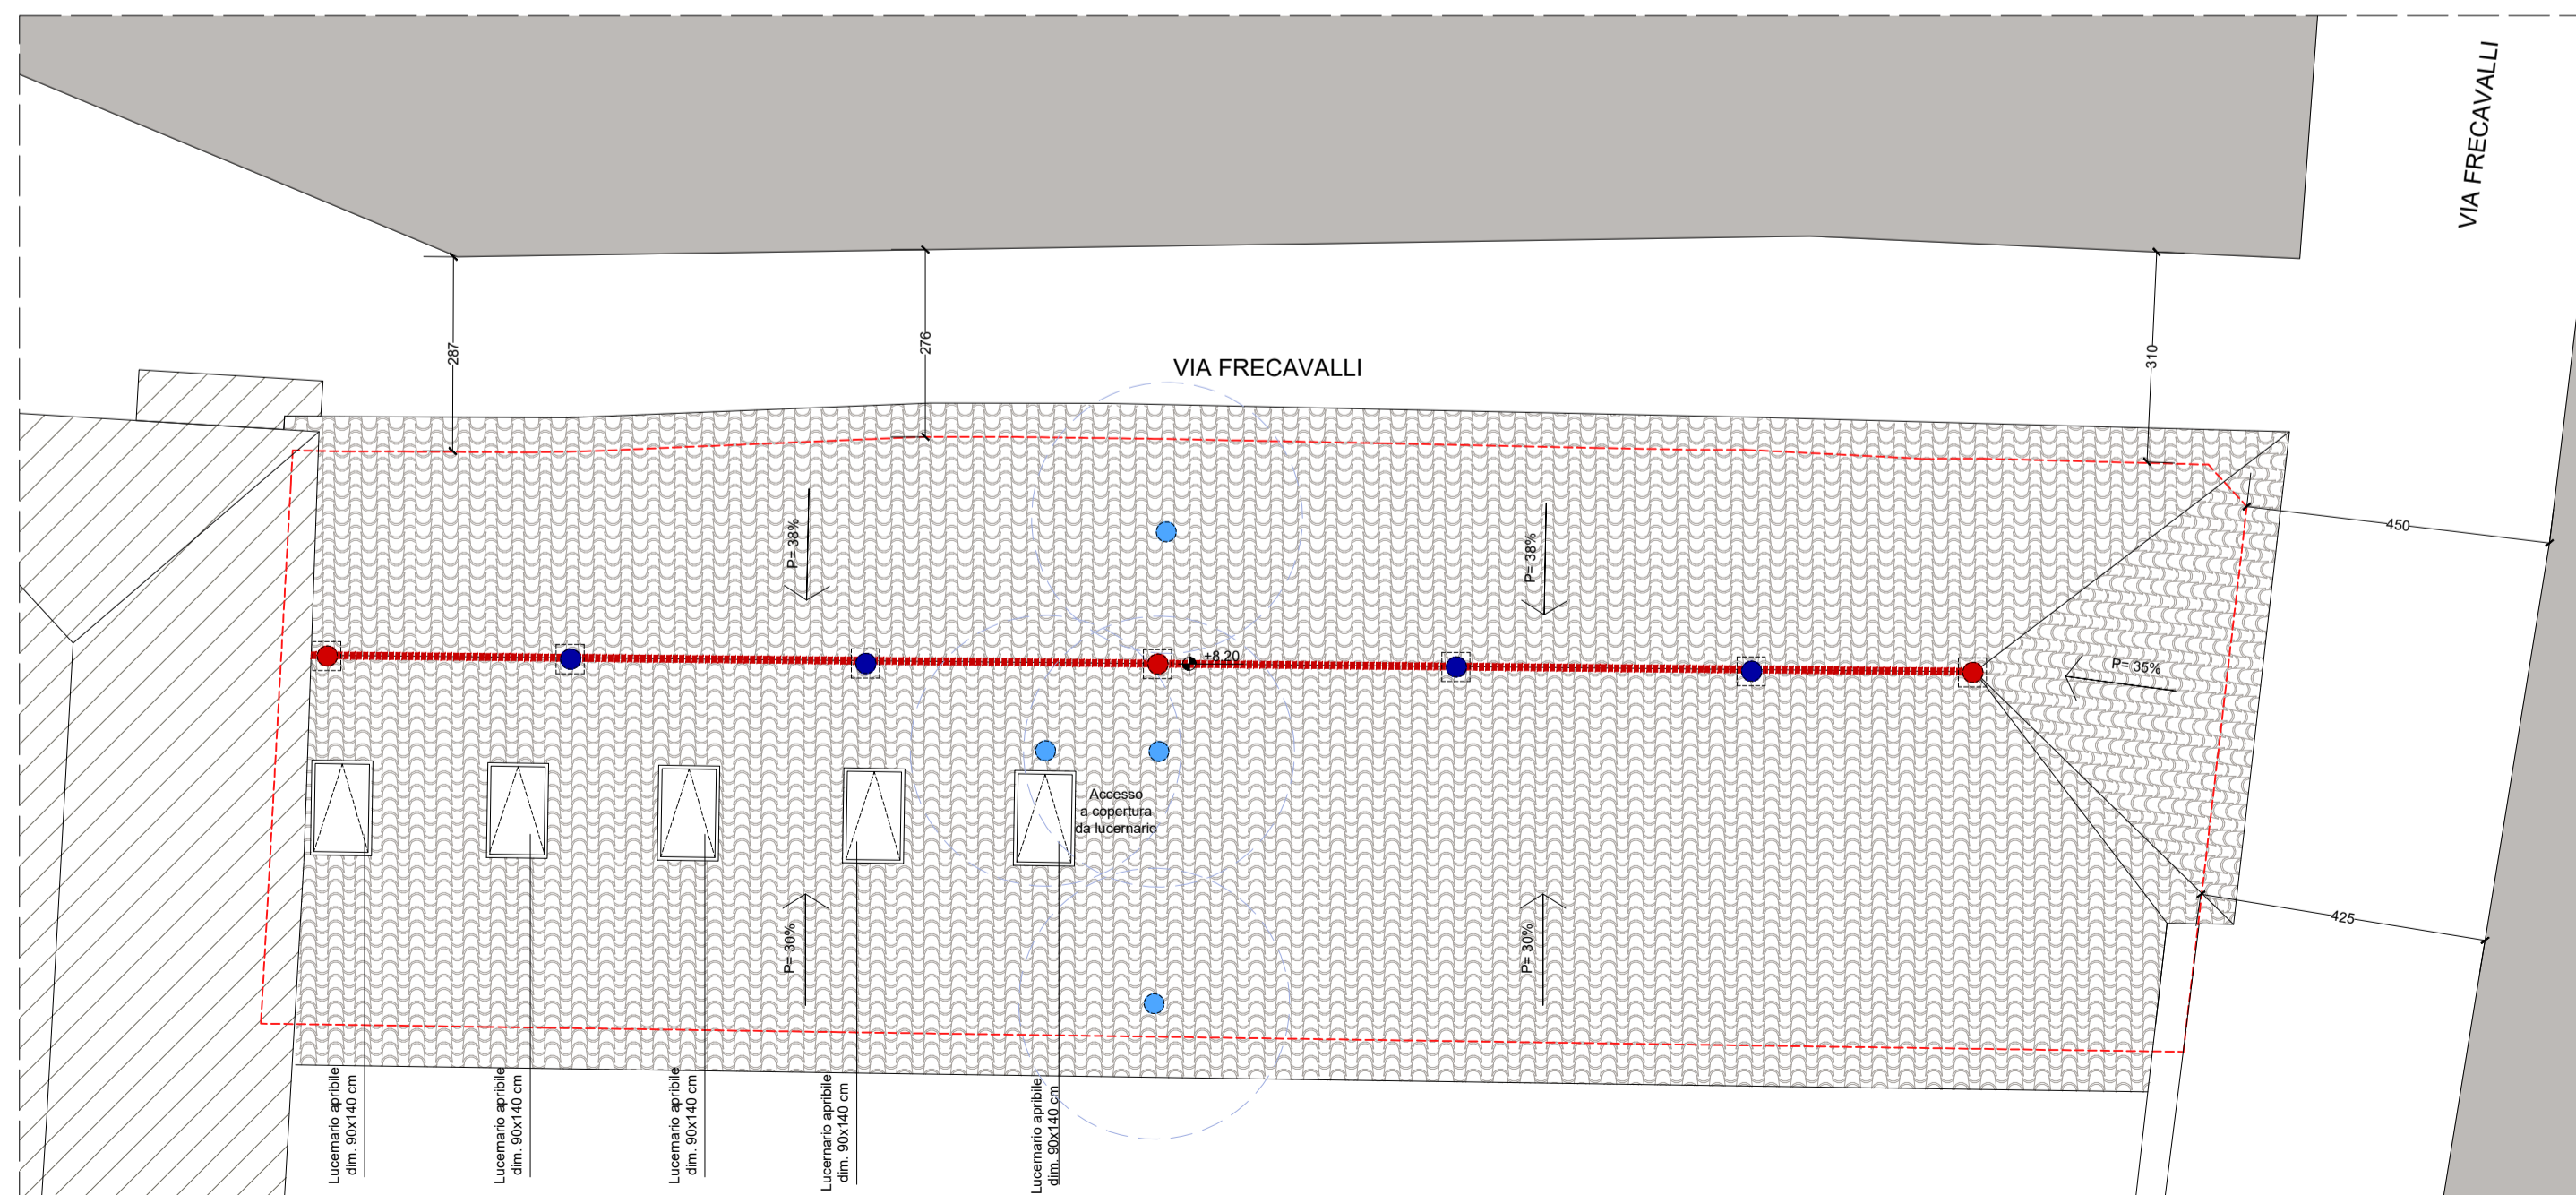 VIA FRECAVALLI
287
276
310
VIA FRECAVALLI
450
P= 38%
P= 38%
+8,20
P= 35%
Accesso
a copertura
da lucernario
425
P= 30%
P= 30%
Lucernario apribile
dim. 90x140 cm
Lucernario apribile
dim. 90x140 cm
Lucernario apribile
dim. 90x140 cm
Lucernario apribile
dim. 90x140 cm
Lucernario apribile
dim. 90x140 cm